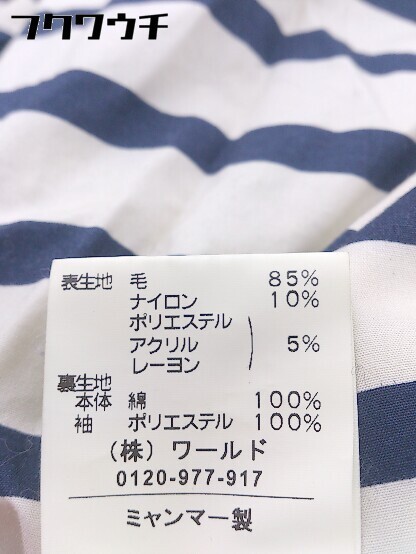 フクワウチ
表生地 毛 85%
ナイロン 10%
ポリエステル
アクリル 5%
レーヨン
裏生地
本体 綿 100%
袖 ポリエステル 100%
(株)ワールド
0120-977-917
ミャンマー製